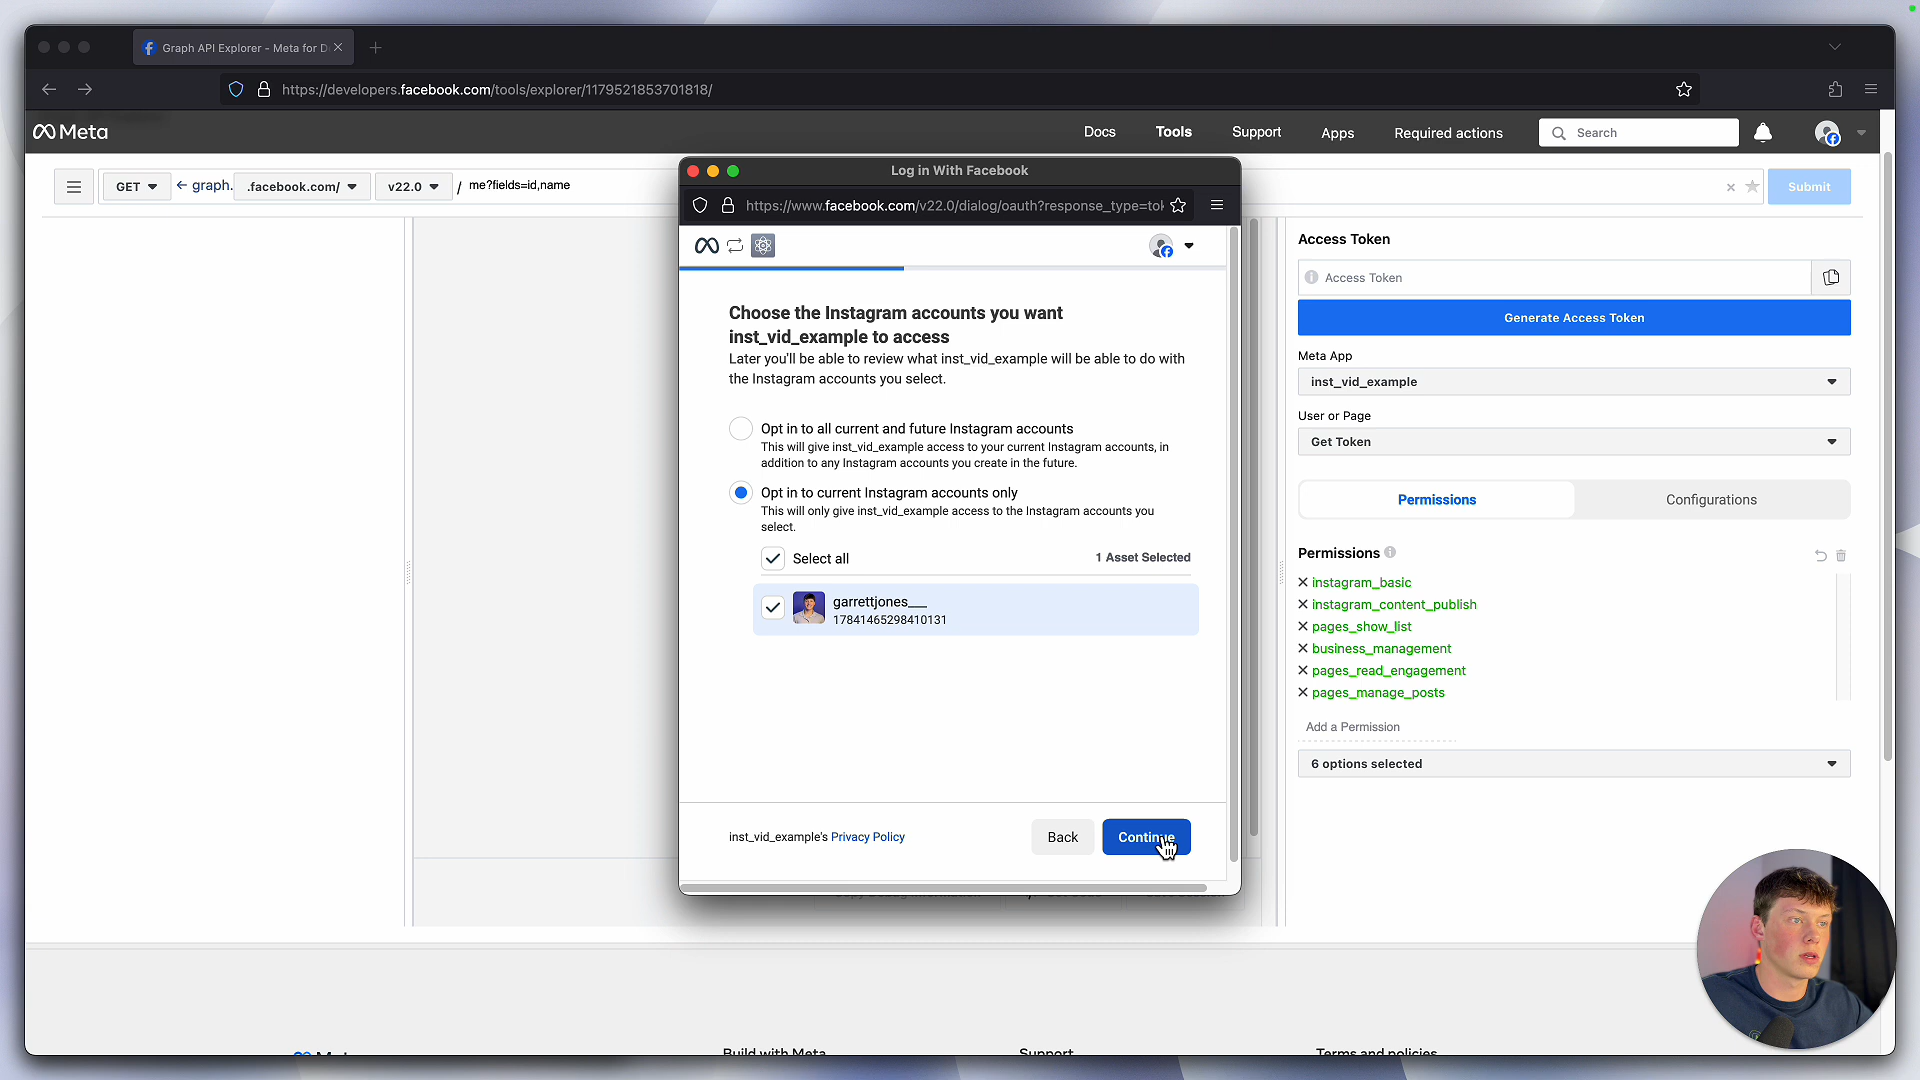 Graph API Explorer - Meta for D
https://developers.facebook.com/tools/explorer/1179521853701818/
Meta
Docs
Tools
Support
Apps
Required actions
Search
GET
graph.
.facebook.com/
v22.0
/
me?fields=id,name
Submit
Log in With Facebook
https://www.facebook.com/v22.0/dialog/oauth?response_type=tok
Choose the Instagram accounts you want
inst_vid_example to access
Later you'll be able to review what inst_vid_example will be able to do with
the Instagram accounts you select.
Opt in to all current and future Instagram accounts
This will give inst_vid_example access to your current Instagram accounts, in
addition to any Instagram accounts you create in the future.
Opt in to current Instagram accounts only
This will only give inst_vid_example access to the Instagram accounts you
select.
Select all
1 Asset Selected
garrettjones___
17841465298410131
inst_vid_example's Privacy Policy
Back
Continue
Access Token
Access Token
Generate Access Token
Meta App
inst_vid_example
User or Page
Get Token
Permissions
Configurations
Permissions
instagram_basic
instagram_content_publish
pages_show_list
business_management
pages_read_engagement
pages_manage_posts
Add a Permission
6 options selected
Build with Meta
Support
Terms and policies